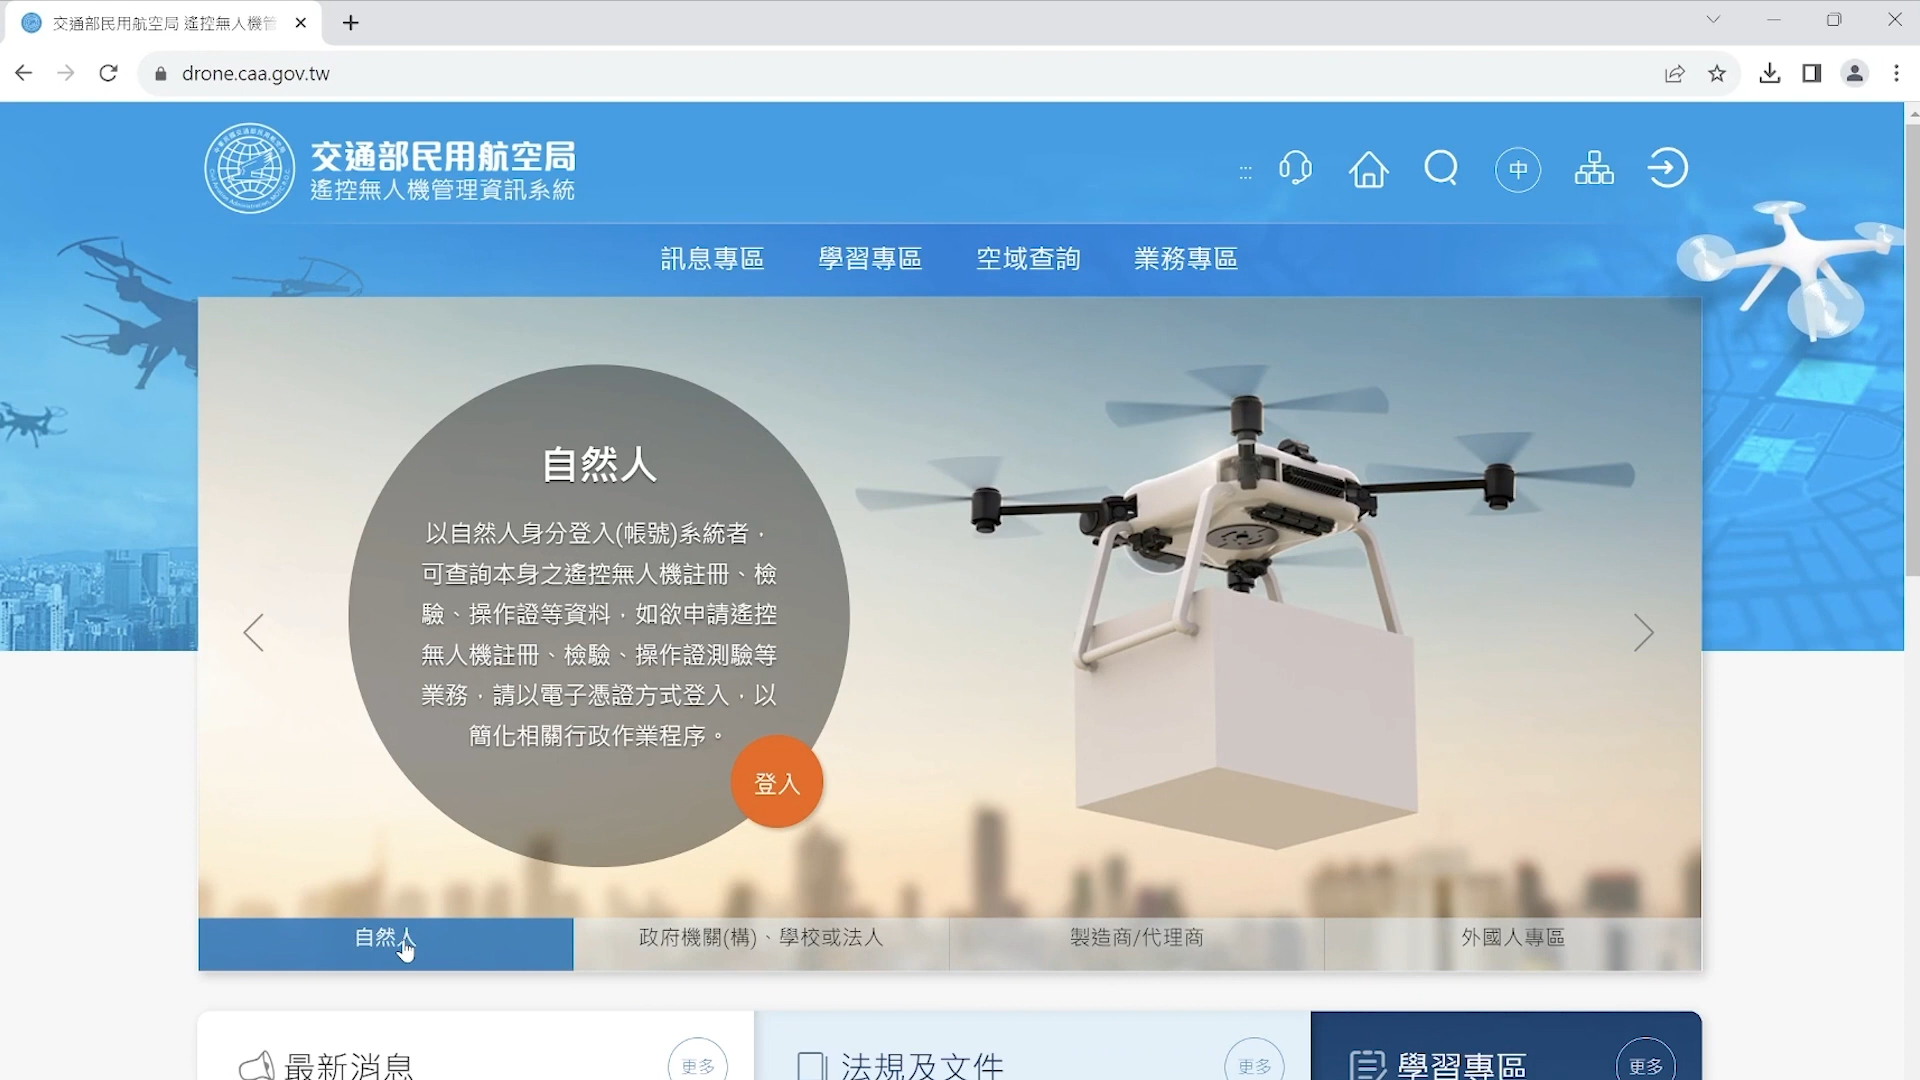 交通部民用航空局 遙控無人機管
drone.caa.gov.tw
交通部民用航空局
遙控無人機管理資訊系統
:::
中
訊息專區
學習專區
空域查詢
業務專區
自然人
以自然人身分登入(帳號)系統者，
可查詢本身之遙控無人機註冊、檢
驗、操作證等資料，如欲申請遙控
無人機註冊、檢驗、操作證測驗等
業務，請以電子憑證方式登入，以
簡化相關行政作業程序。
登入
自然人
政府機關(構)、學校或法人
製造商/代理商
外國人專區
最新消息
更多
法規及文件
更多
學習專區
更多